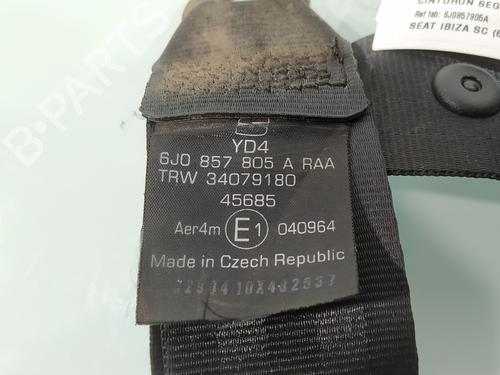 CINTURON SEG
Ref fab: 6J0857805A
SEAT IBIZA SC (6
B-PARTS
YD4
6J0 857 805 A RAA
TRW 34079180
45685
Aer4m E1 040964
Made in Czech Republic